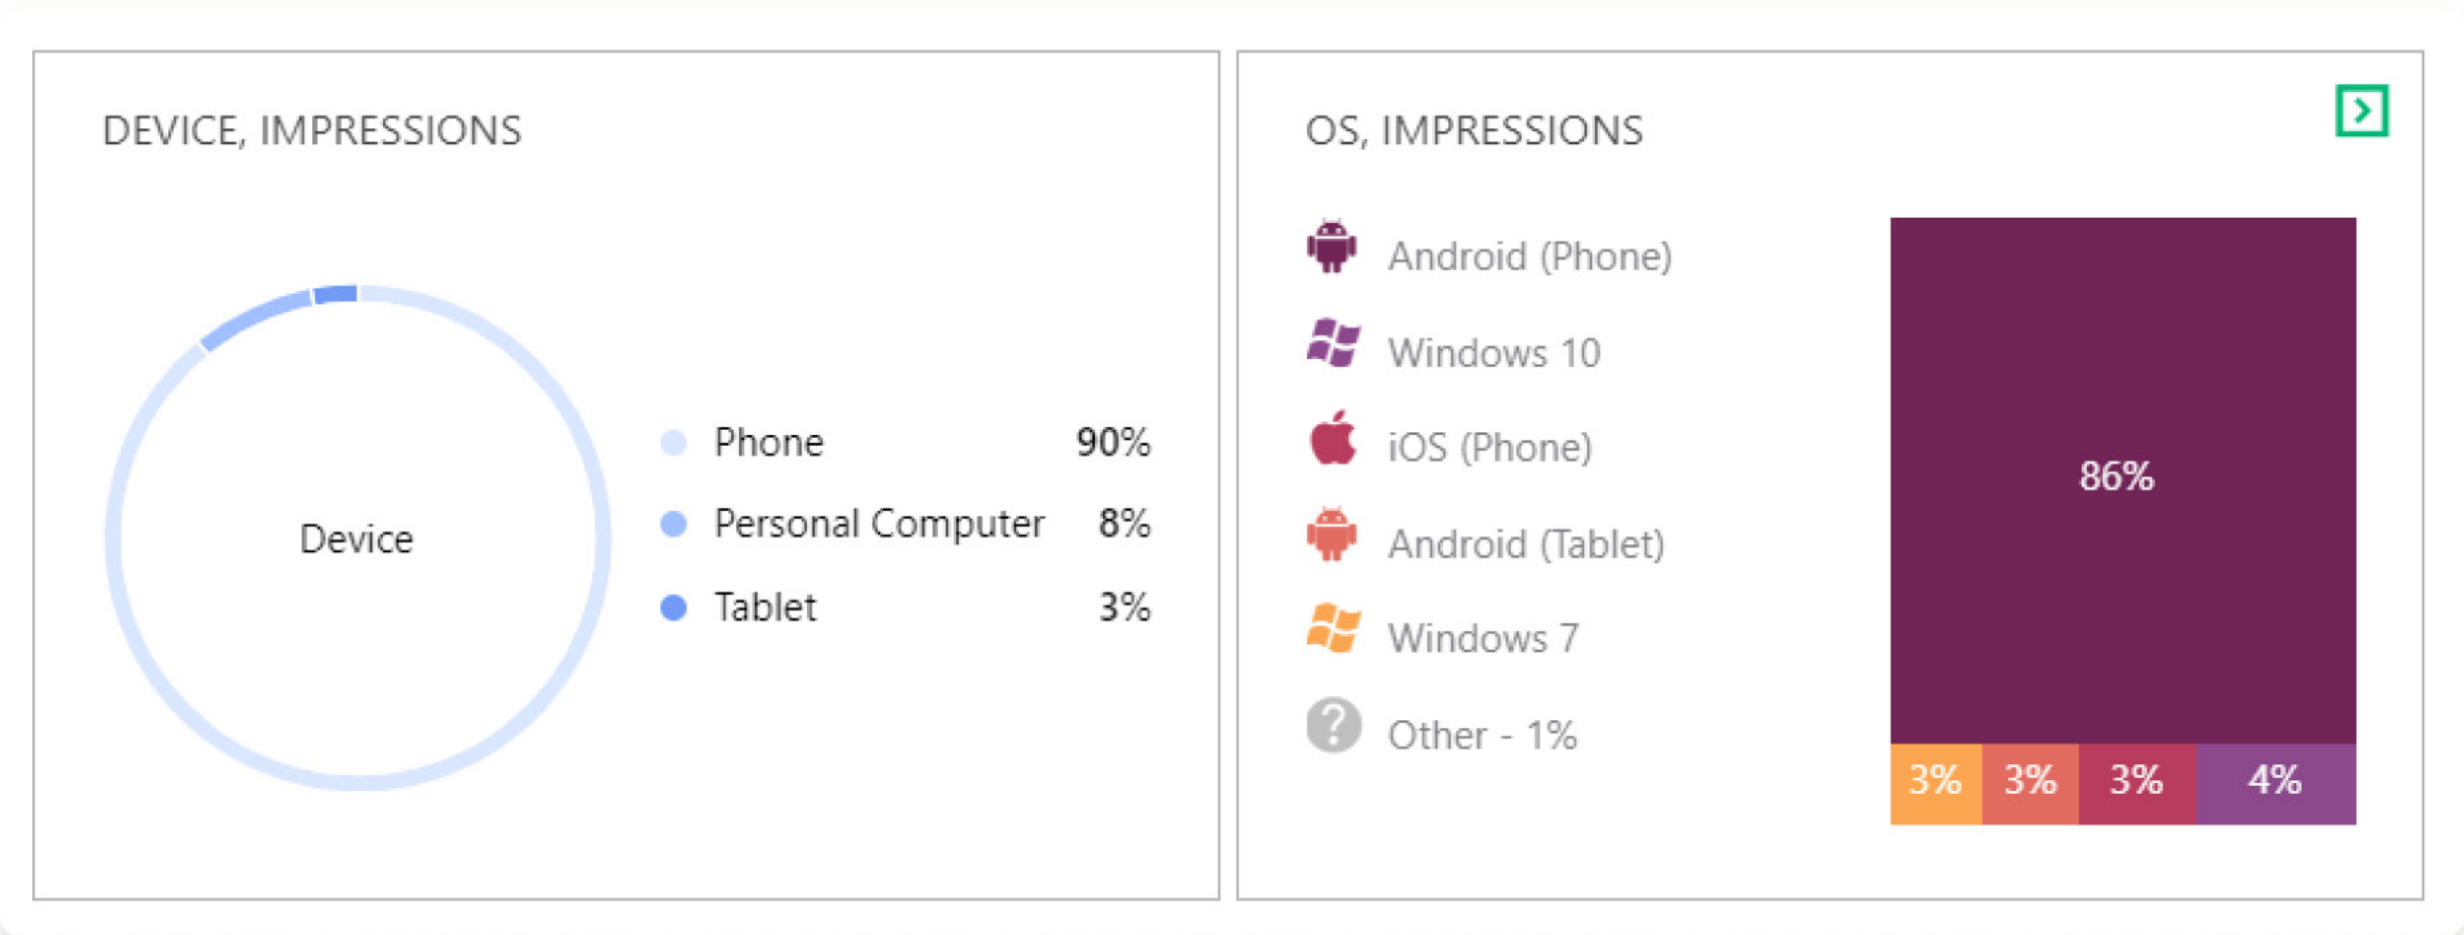 DEVICE, IMPRESSIONS
Device
Phone 90%
Personal Computer 8%
Tablet 3%
OS, IMPRESSIONS
Android (Phone)
Windows 10
iOS (Phone)
Android (Tablet)
Windows 7
Other - 1%
86%
3% 3% 3% 4%